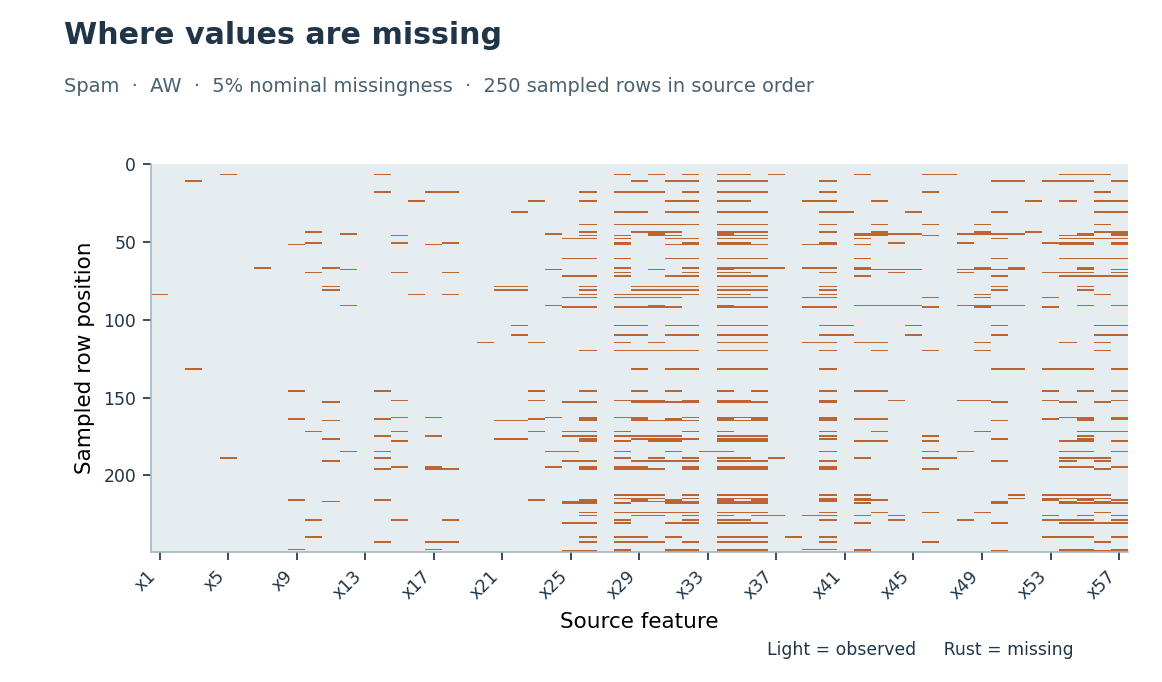 Where values are missing
Spam · AW · 5% nominal missingness · 250 sampled rows in source order
0
50
100
150
200
Sampled row position
x1 x5 x9 x13 x17 x21 x25 x29 x33 x37 x41 x45 x49 x53 x57
Source feature
Light = observed Rust = missing